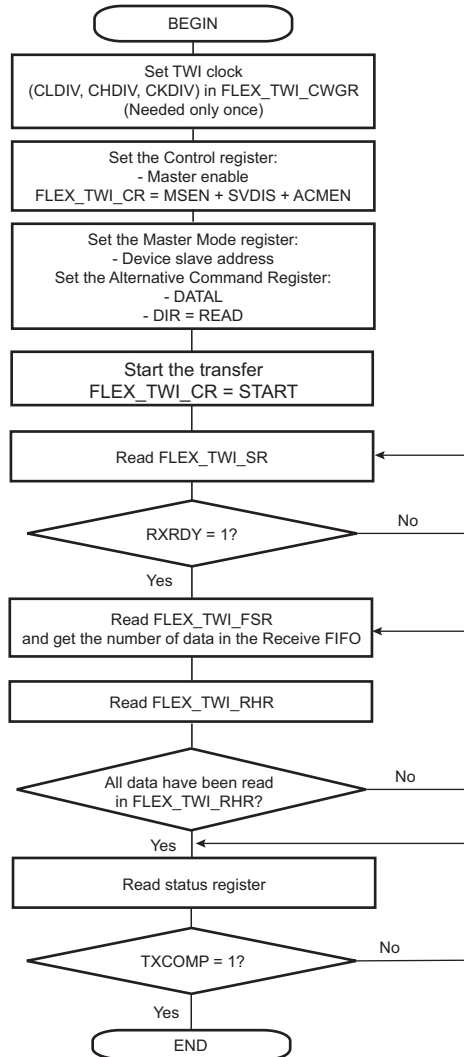 BEGIN
Set TWI clock
(CLDIV, CHDIV, CKDIV) in FLEX_TWI_CWGR
(Needed only once)
Set the Control register:
- Master enable
FLEX_TWI_CR = MSEN + SVDIS + ACMEN
Set the Master Mode register:
- Device slave address
Set the Alternative Command Register:
- DATAL
- DIR = READ
Start the transfer
FLEX_TWI_CR = START
Read FLEX_TWI_SR
RXRDY = 1?
No
Yes
Read FLEX_TWI_FSR
and get the number of data in the Receive FIFO
Read FLEX_TWI_RHR
All data have been read
in FLEX_TWI_RHR?
No
Yes
Read status register
TXCOMP = 1?
No
Yes
END